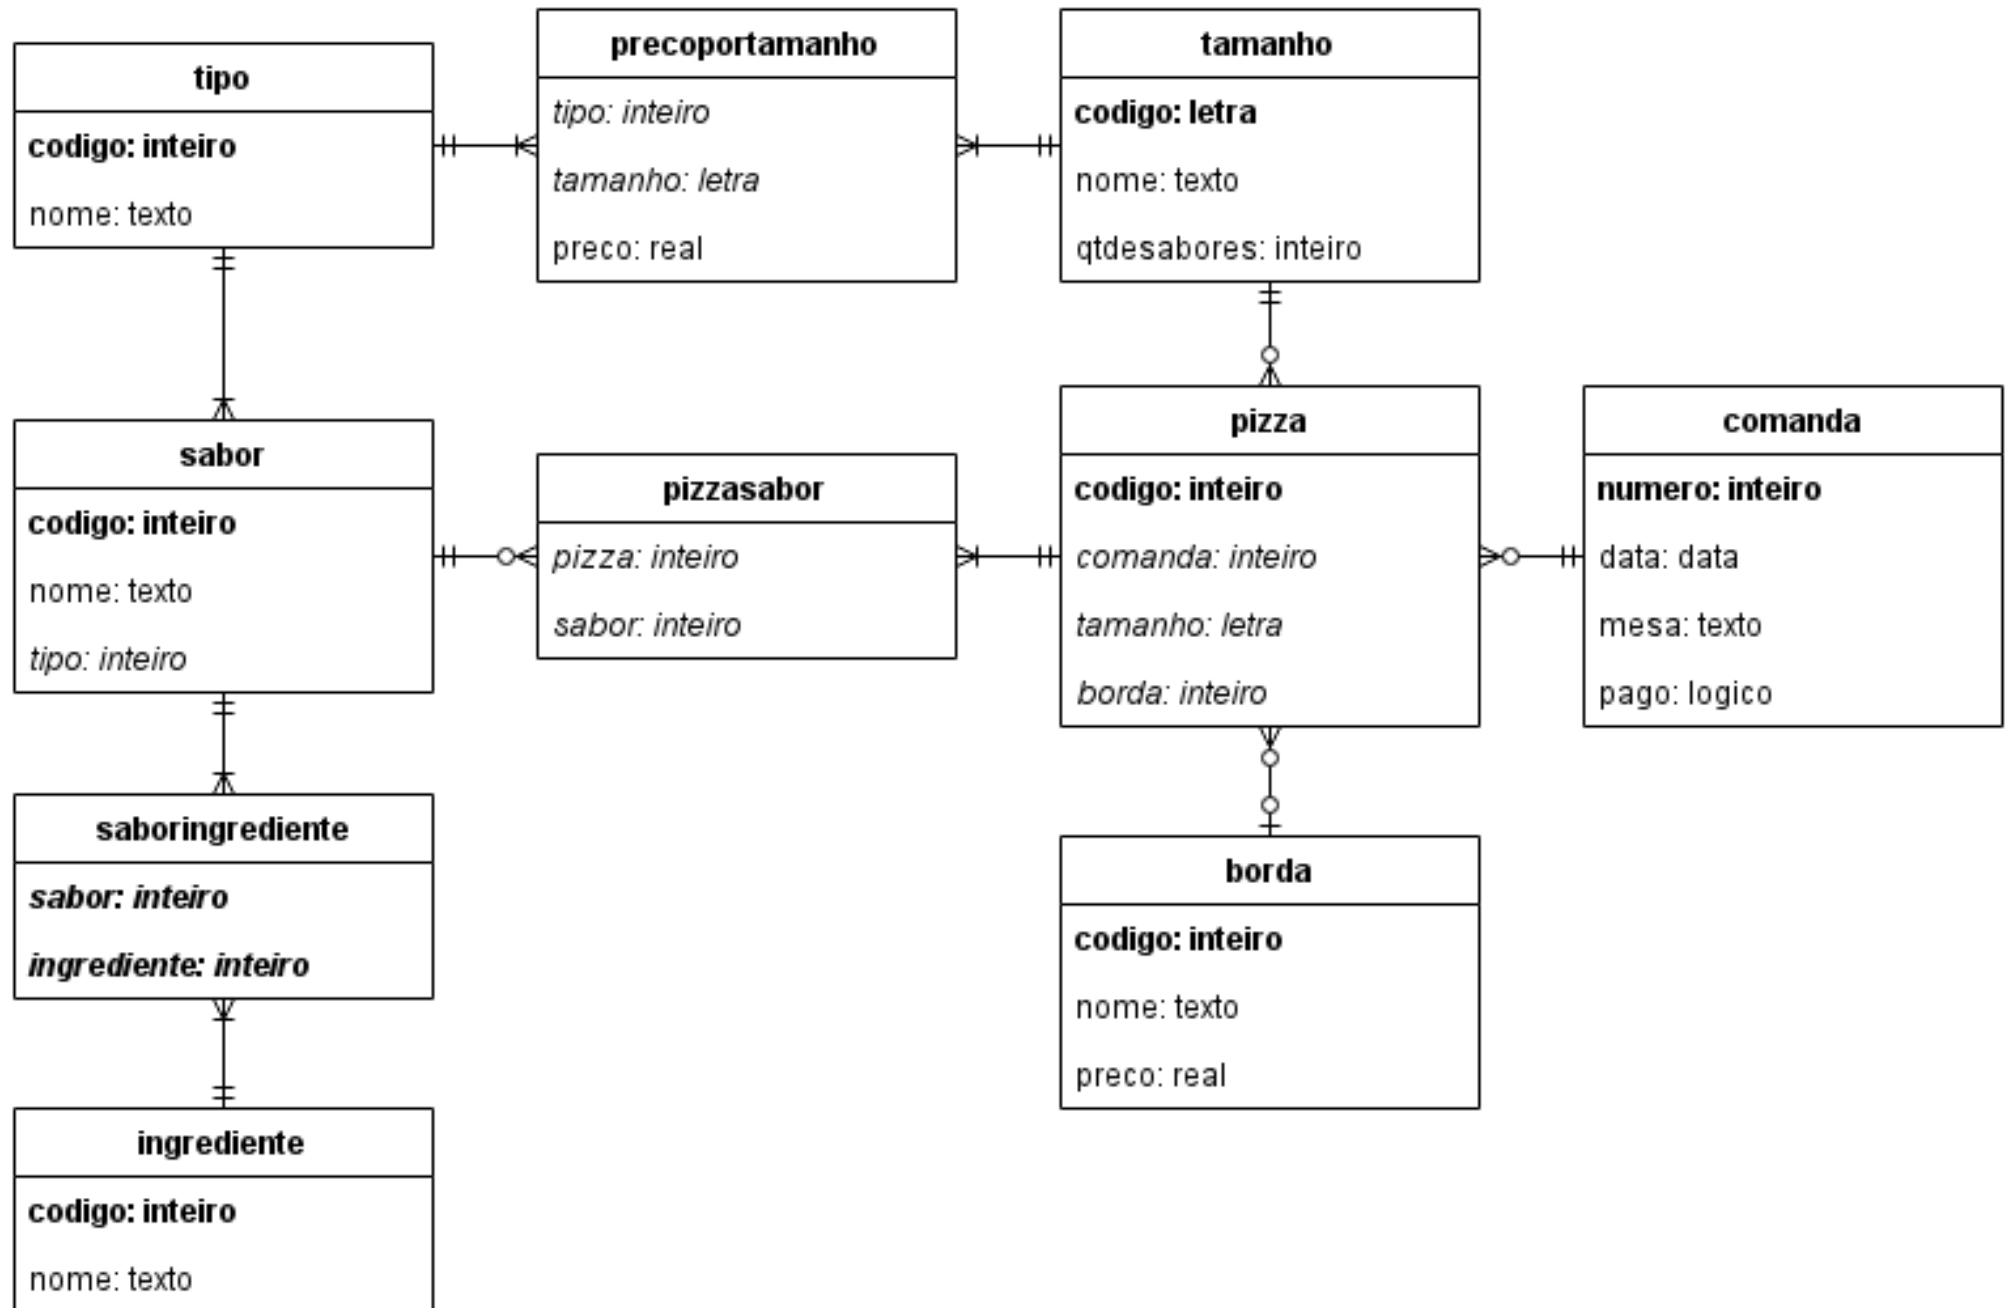 tipo
codigo: inteiro
nome: texto
precoportamanho
tipo: inteiro
tamanho: letra
preco: real
tamanho
codigo: letra
nome: texto
qtdesabores: inteiro
sabor
codigo: inteiro
nome: texto
tipo: inteiro
pizzasabor
pizza: inteiro
sabor: inteiro
pizza
codigo: inteiro
comanda: inteiro
tamanho: letra
borda: inteiro
comanda
numero: inteiro
data: data
mesa: texto
pago: logico
saboringrediente
sabor: inteiro
ingrediente: inteiro
borda
codigo: inteiro
nome: texto
preco: real
ingrediente
codigo: inteiro
nome: texto